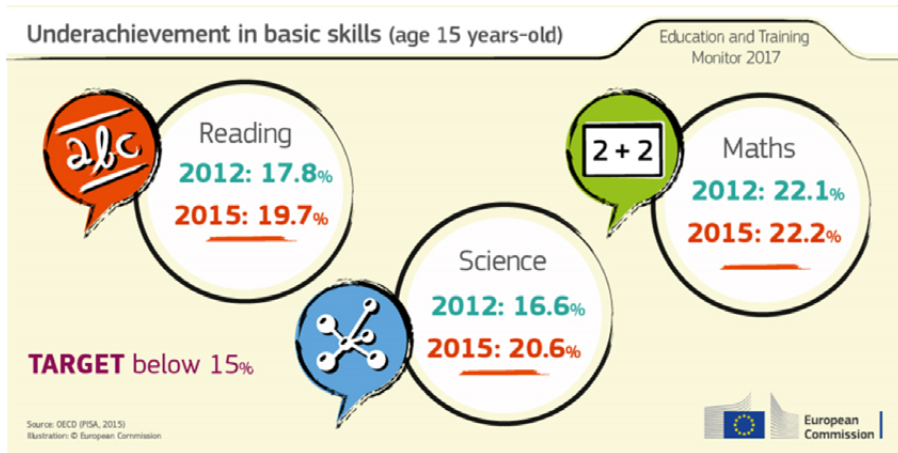 Underachievement in basic skills (age 15 years-old)
Education and Training
Monitor 2017
abc
Reading
2012: 17.8%
2015: 19.7%
2 + 2
Maths
2012: 22.1%
2015: 22.2%
Science
2012: 16.6%
2015: 20.6%
TARGET below 15%
Source: OECD (PISA, 2015)
Illustration: © European Commission
European
Commission